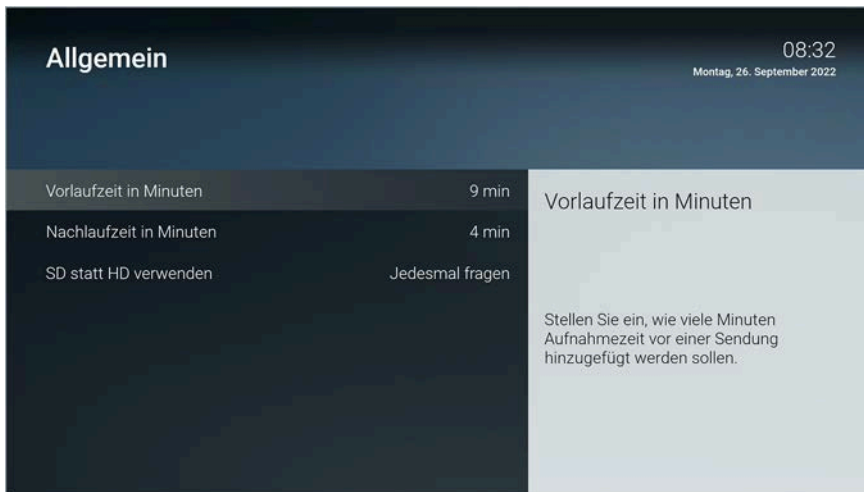 Allgemein
08:32
Montag, 26. September 2022
Vorlaufzeit in Minuten 9 min
Nachlaufzeit in Minuten 4 min
SD statt HD verwenden Jedesmal fragen
Vorlaufzeit in Minuten
Stellen Sie ein, wie viele Minuten
Aufnahmezeit vor einer Sendung
hinzugefügt werden sollen.